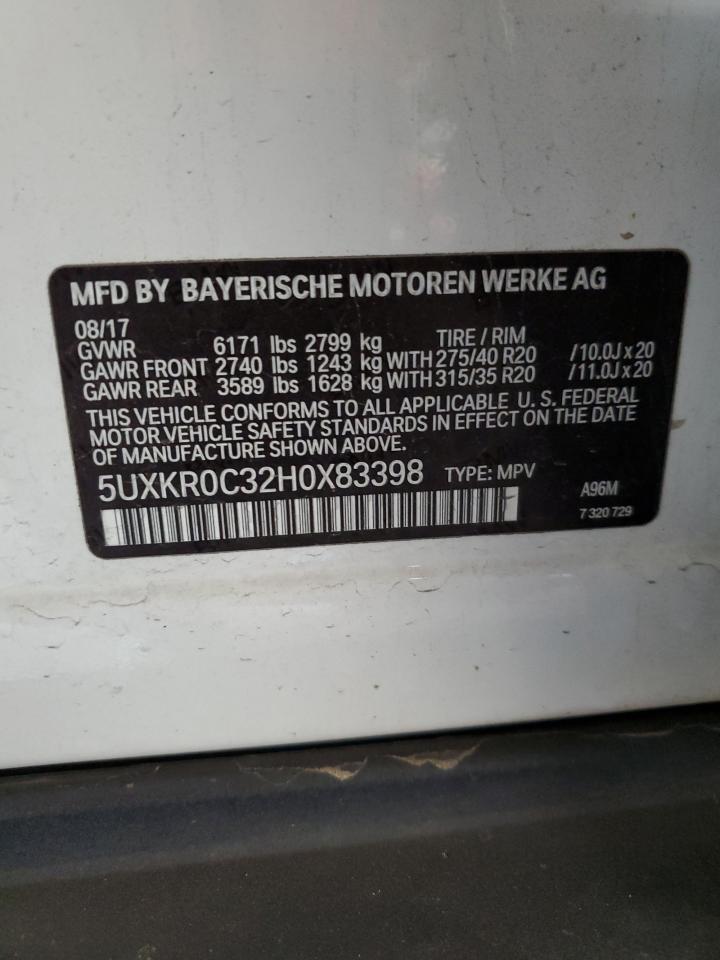 MFD BY BAYERISCHE MOTOREN WERKE AG
08/17
GVWR 6171 lbs 2799 kg TIRE / RIM
GAWR FRONT 2740 lbs 1243 kg WITH 275/40 R20 /10.0J x 20
GAWR REAR 3589 lbs 1628 kg WITH 315/35 R20 /11.0J x 20
THIS VEHICLE CONFORMS TO ALL APPLICABLE U. S. FEDERAL
MOTOR VEHICLE SAFETY STANDARDS IN EFFECT ON THE DATE
OF MANUFACTURE SHOWN ABOVE.
5UXKR0C32H0X83398 TYPE: MPV
A96M
7 320 729